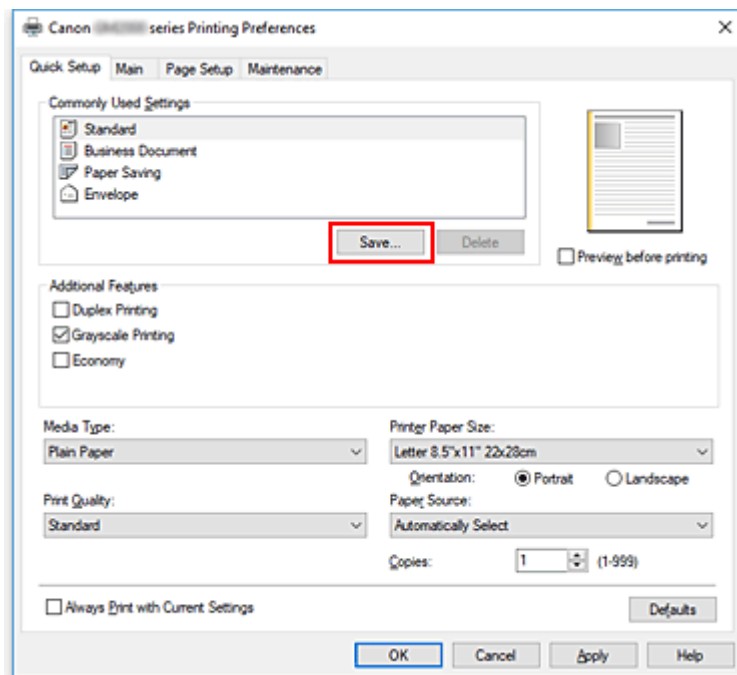 Canon series Printing Preferences
Quick Setup Main Page Setup Maintenance
Commonly Used Settings
Standard
Business Document
Paper Saving
Envelope
Save... Delete
Preview before printing
Additional Features
Duplex Printing
Grayscale Printing
Economy
Media Type: Printer Paper Size:
Plain Paper Letter 8.5"x11" 22x28cm
Orientation: Portrait Landscape
Print Quality: Paper Source:
Standard Automatically Select
Copies: 1 (1-999)
Always Print with Current Settings Defaults
OK Cancel Apply Help